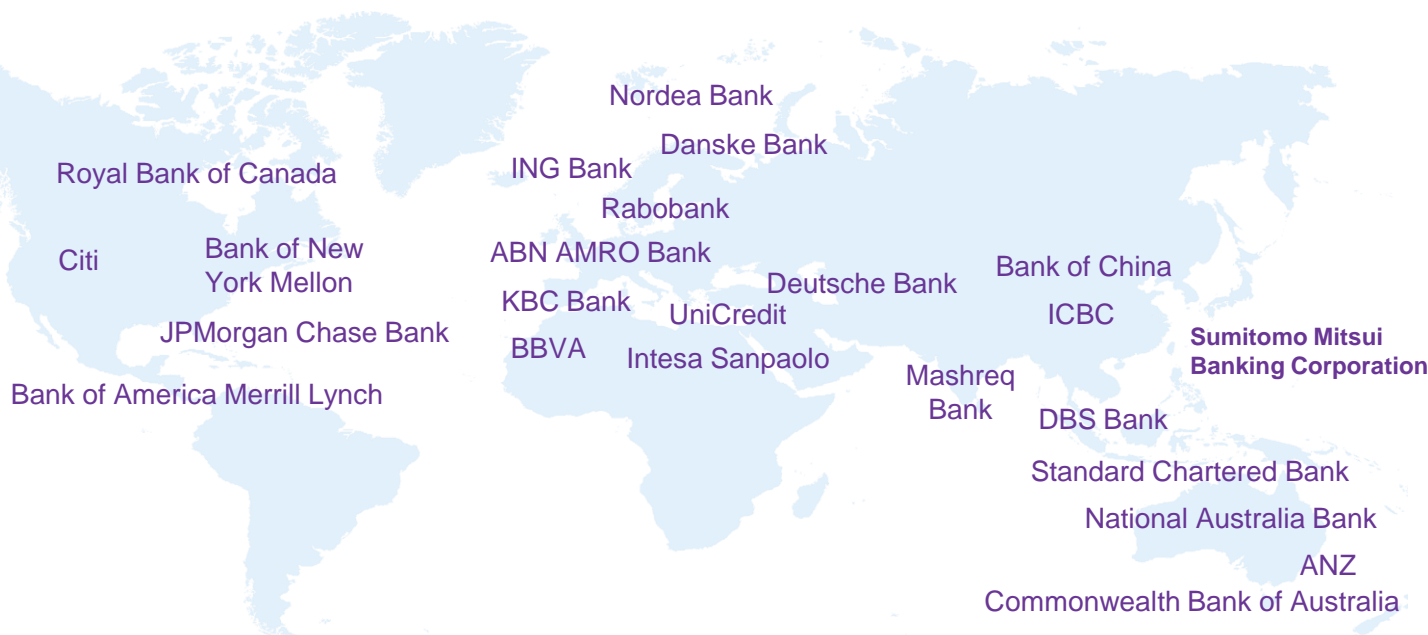 Nordea Bank
Danske Bank
Royal Bank of Canada
ING Bank
Rabobank
Citi
Bank of New
York Mellon
ABN AMRO Bank
Deutsche Bank
Bank of China
KBC Bank
UniCredit
ICBC
JPMorgan Chase Bank
BBVA
Intesa Sanpaolo
Sumitomo Mitsui
Banking Corporation
Mashreq
Bank
Bank of America Merrill Lynch
DBS Bank
Standard Chartered Bank
National Australia Bank
ANZ
Commonwealth Bank of Australia